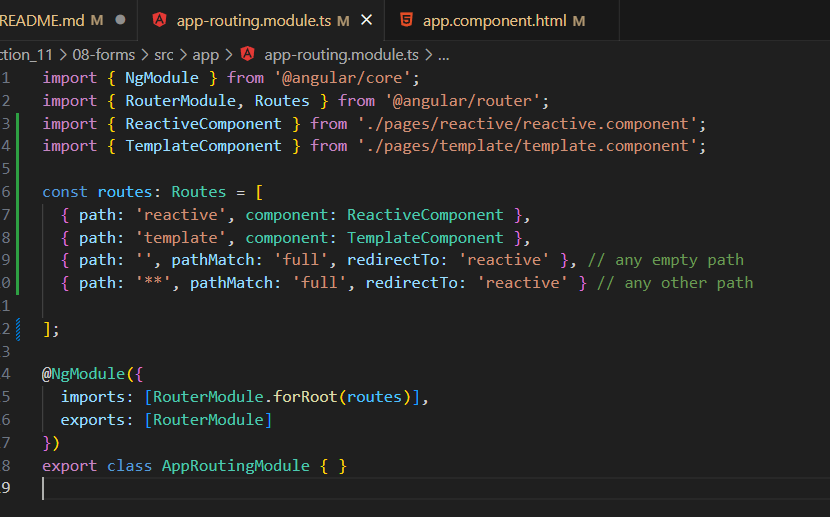 README.md M ● app-routing.module.ts M × app.component.html M
ction_11 > 08-forms > src > app > app-routing.module.ts > ...
1 import { NgModule } from '@angular/core';
2 import { RouterModule, Routes } from '@angular/router';
3 import { ReactiveComponent } from './pages/reactive/reactive.component';
4 import { TemplateComponent } from './pages/template/template.component';
5
6 const routes: Routes = [
7 { path: 'reactive', component: ReactiveComponent },
8 { path: 'template', component: TemplateComponent },
9 { path: '', pathMatch: 'full', redirectTo: 'reactive' }, // any empty path
0 { path: '**', pathMatch: 'full', redirectTo: 'reactive' } // any other path
1
2 ];
3
4 @NgModule({
5 imports: [RouterModule.forRoot(routes)],
6 exports: [RouterModule]
7 })
8 export class AppRoutingModule { }
9